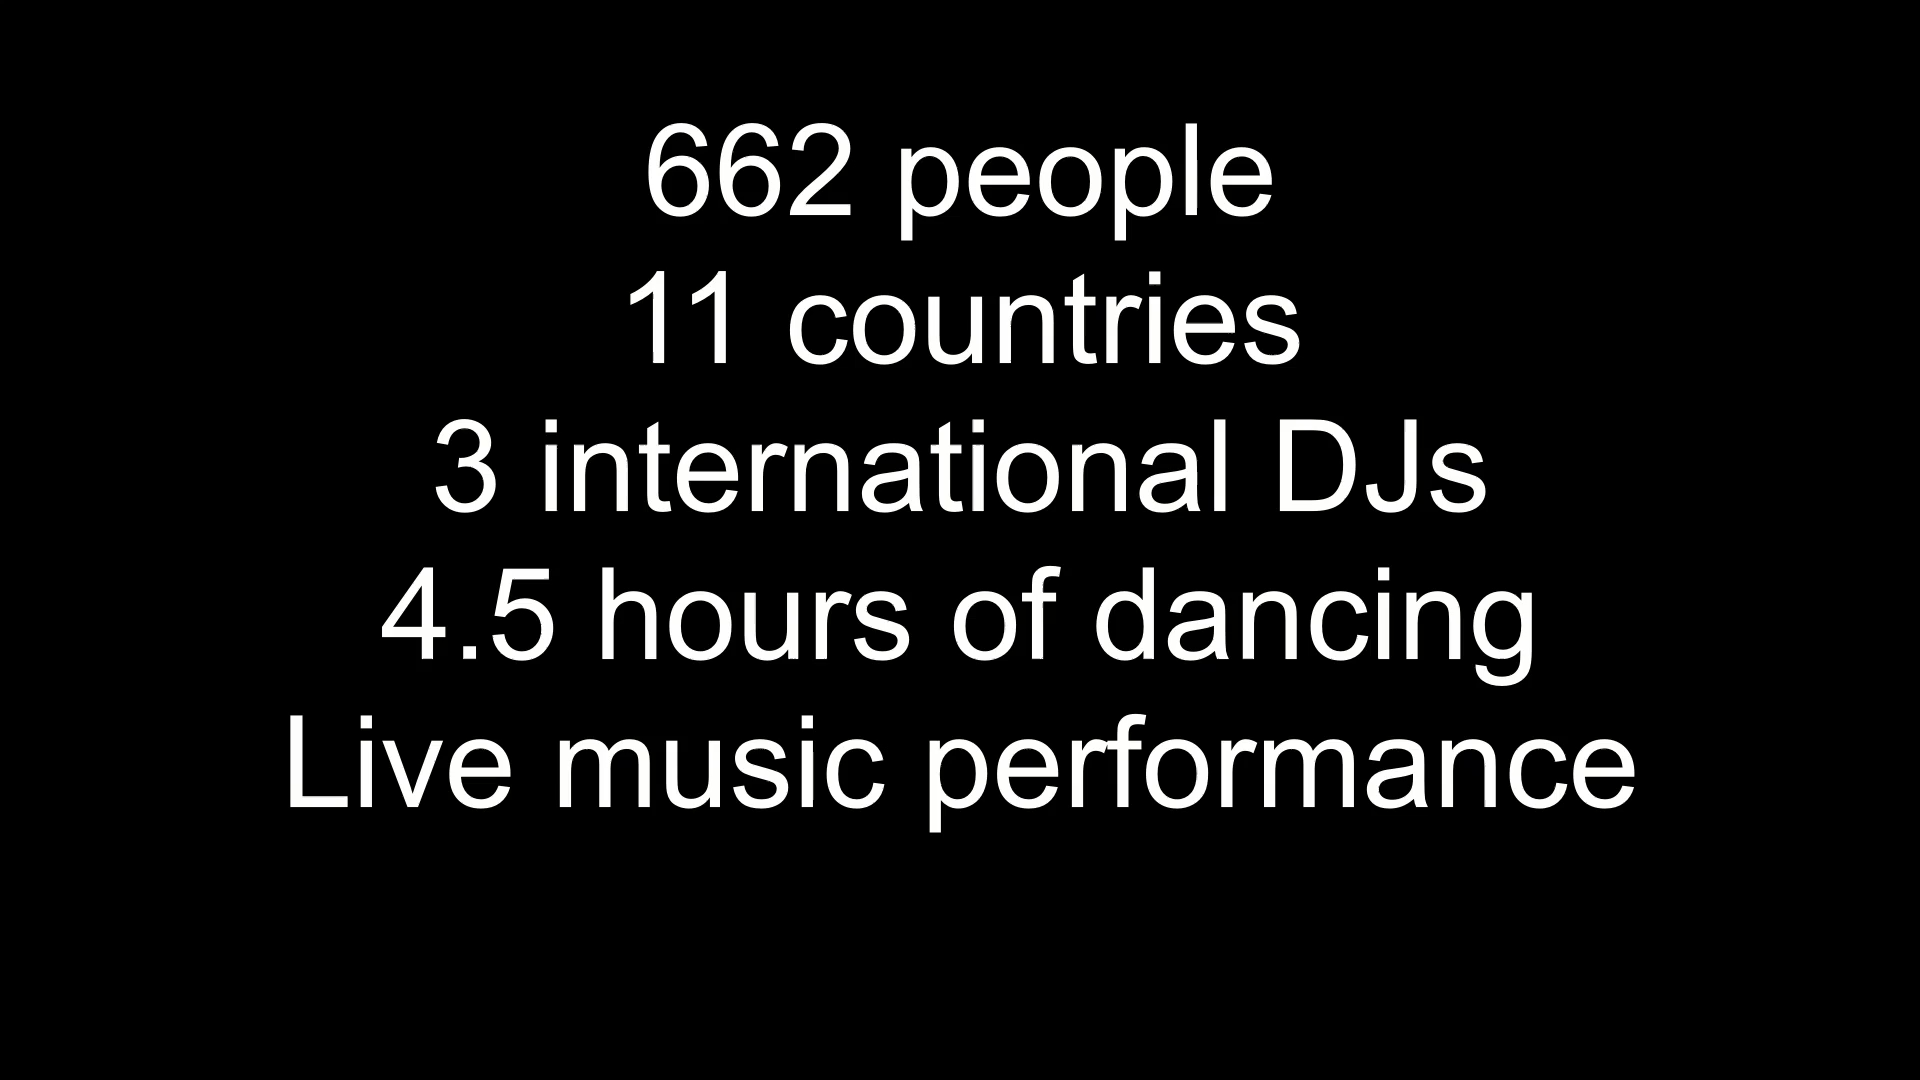 662 people
11 countries
3 international DJs
4.5 hours of dancing
Live music performance